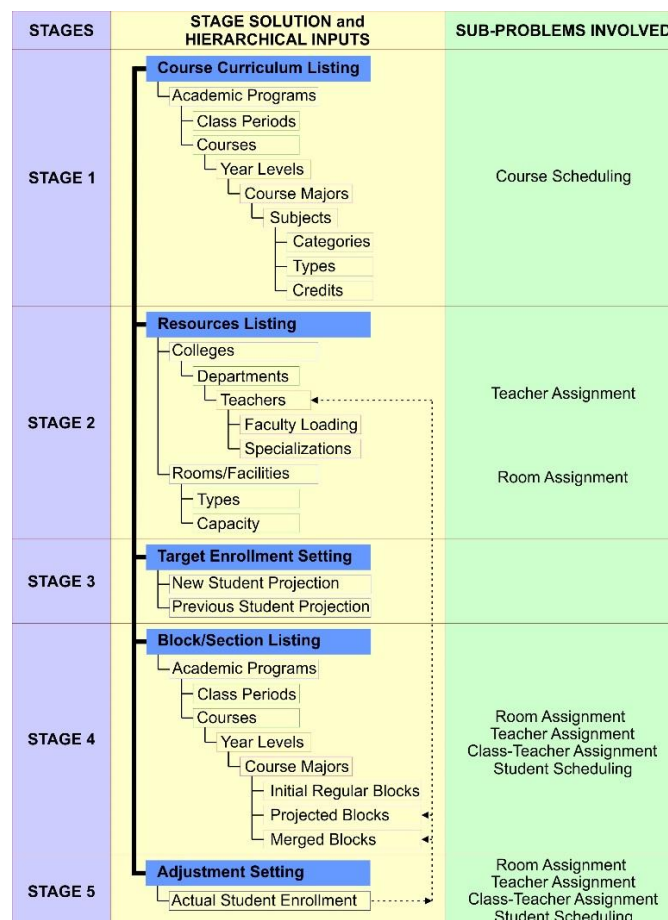 STAGES
STAGE SOLUTION and
HIERARCHICAL INPUTS
SUB-PROBLEMS INVOLVED
STAGE 1
Course Curriculum Listing
Academic Programs
Class Periods
Courses
Year Levels
Course Majors
Subjects
Categories
Types
Credits
Course Scheduling
STAGE 2
Resources Listing
Colleges
Departments
Teachers
Faculty Loading
Specializations
Rooms/Facilities
Types
Capacity
Teacher Assignment
Room Assignment
STAGE 3
Target Enrollment Setting
New Student Projection
Previous Student Projection
STAGE 4
Block/Section Listing
Academic Programs
Class Periods
Courses
Year Levels
Course Majors
Initial Regular Blocks
Projected Blocks
Merged Blocks
Room Assignment
Teacher Assignment
Class-Teacher Assignment
Student Scheduling
STAGE 5
Adjustment Setting
Actual Student Enrollment
Room Assignment
Teacher Assignment
Class-Teacher Assignment
Student Scheduling